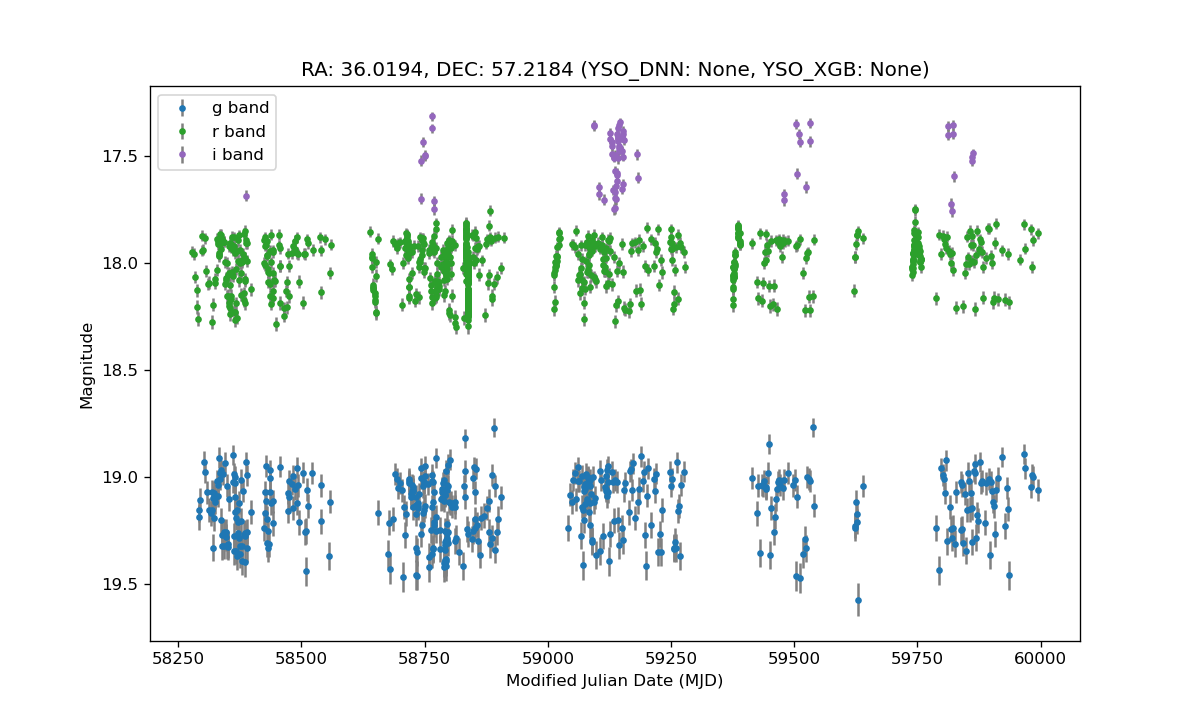 RA: 36.0194, DEC: 57.2184 (YSO_DNN: None, YSO_XGB: None)
g band
r band
i band
17.5
18.0
18.5
19.0
19.5
Magnitude
58250 58500 58750 59000 59250 59500 59750 60000
Modified Julian Date (MJD)